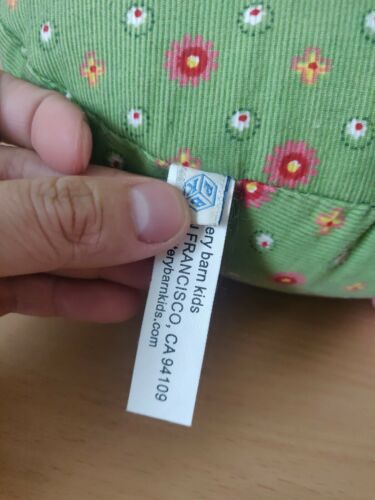 ery barn kids
FRANCISCO, CA 94109
erybarnkids.com